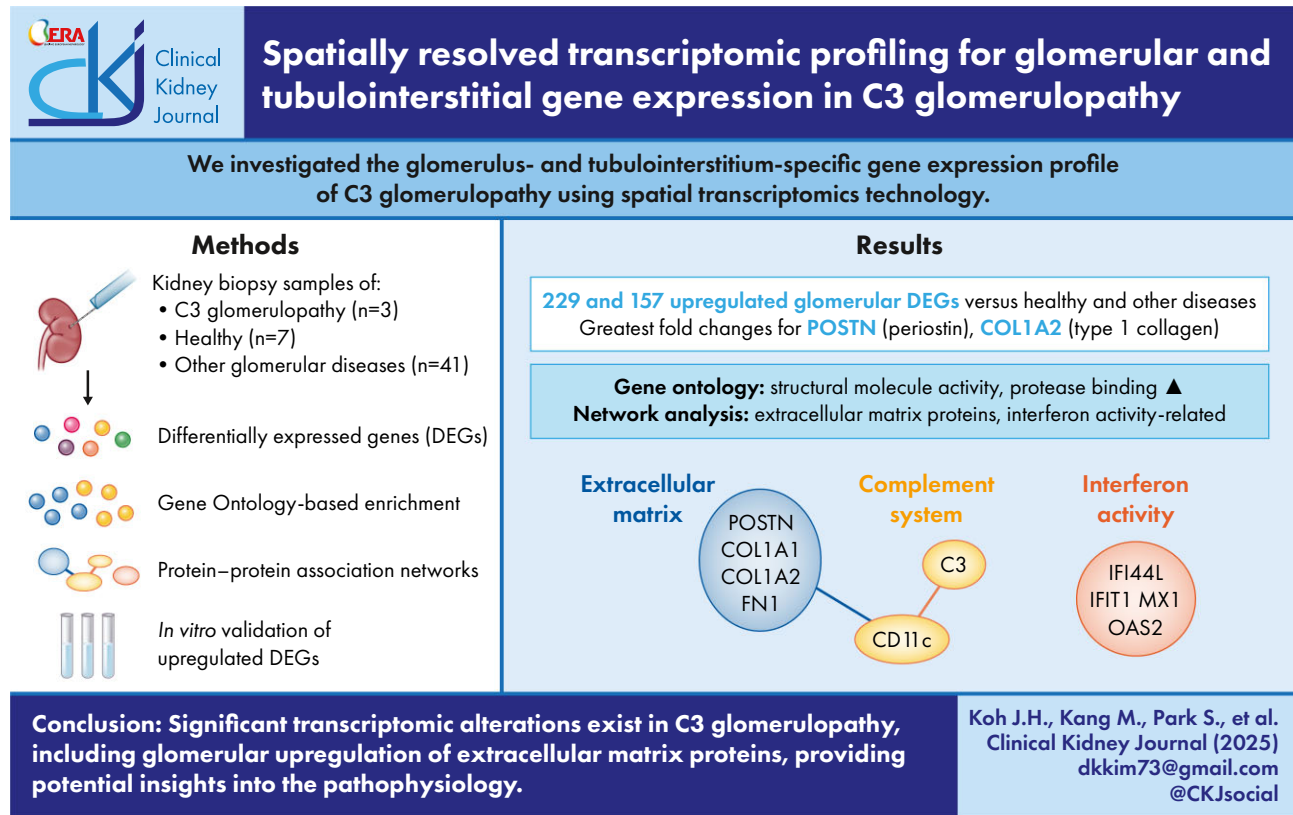 ERA
CKJ
Clinical
Kidney
Journal
Spatially resolved transcriptomic profiling for glomerular and
tubulointerstitial gene expression in C3 glomerulopathy
We investigated the glomerulus- and tubulointerstitium-specific gene expression profile
of C3 glomerulopathy using spatial transcriptomics technology.
Methods
Kidney biopsy samples of:
• C3 glomerulopathy (n=3)
• Healthy (n=7)
• Other glomerular diseases (n=41)
Differentially expressed genes (DEGs)
Gene Ontology-based enrichment
Protein–protein association networks
In vitro validation of
upregulated DEGs
Results
229 and 157 upregulated glomerular DEGs versus healthy and other diseases
Greatest fold changes for POSTN (periostin), COL1A2 (type 1 collagen)
Gene ontology: structural molecule activity, protease binding ▲
Network analysis: extracellular matrix proteins, interferon activity-related
Extracellular
matrix
POSTN
COL1A1
COL1A2
FN1
Complement
system
C3
CD11c
Interferon
activity
IFI44L
IFIT1 MX1
OAS2
Conclusion: Significant transcriptomic alterations exist in C3 glomerulopathy,
including glomerular upregulation of extracellular matrix proteins, providing
potential insights into the pathophysiology.
Koh J.H., Kang M., Park S., et al.
Clinical Kidney Journal (2025)
dkkim73@gmail.com
@CKJsocial